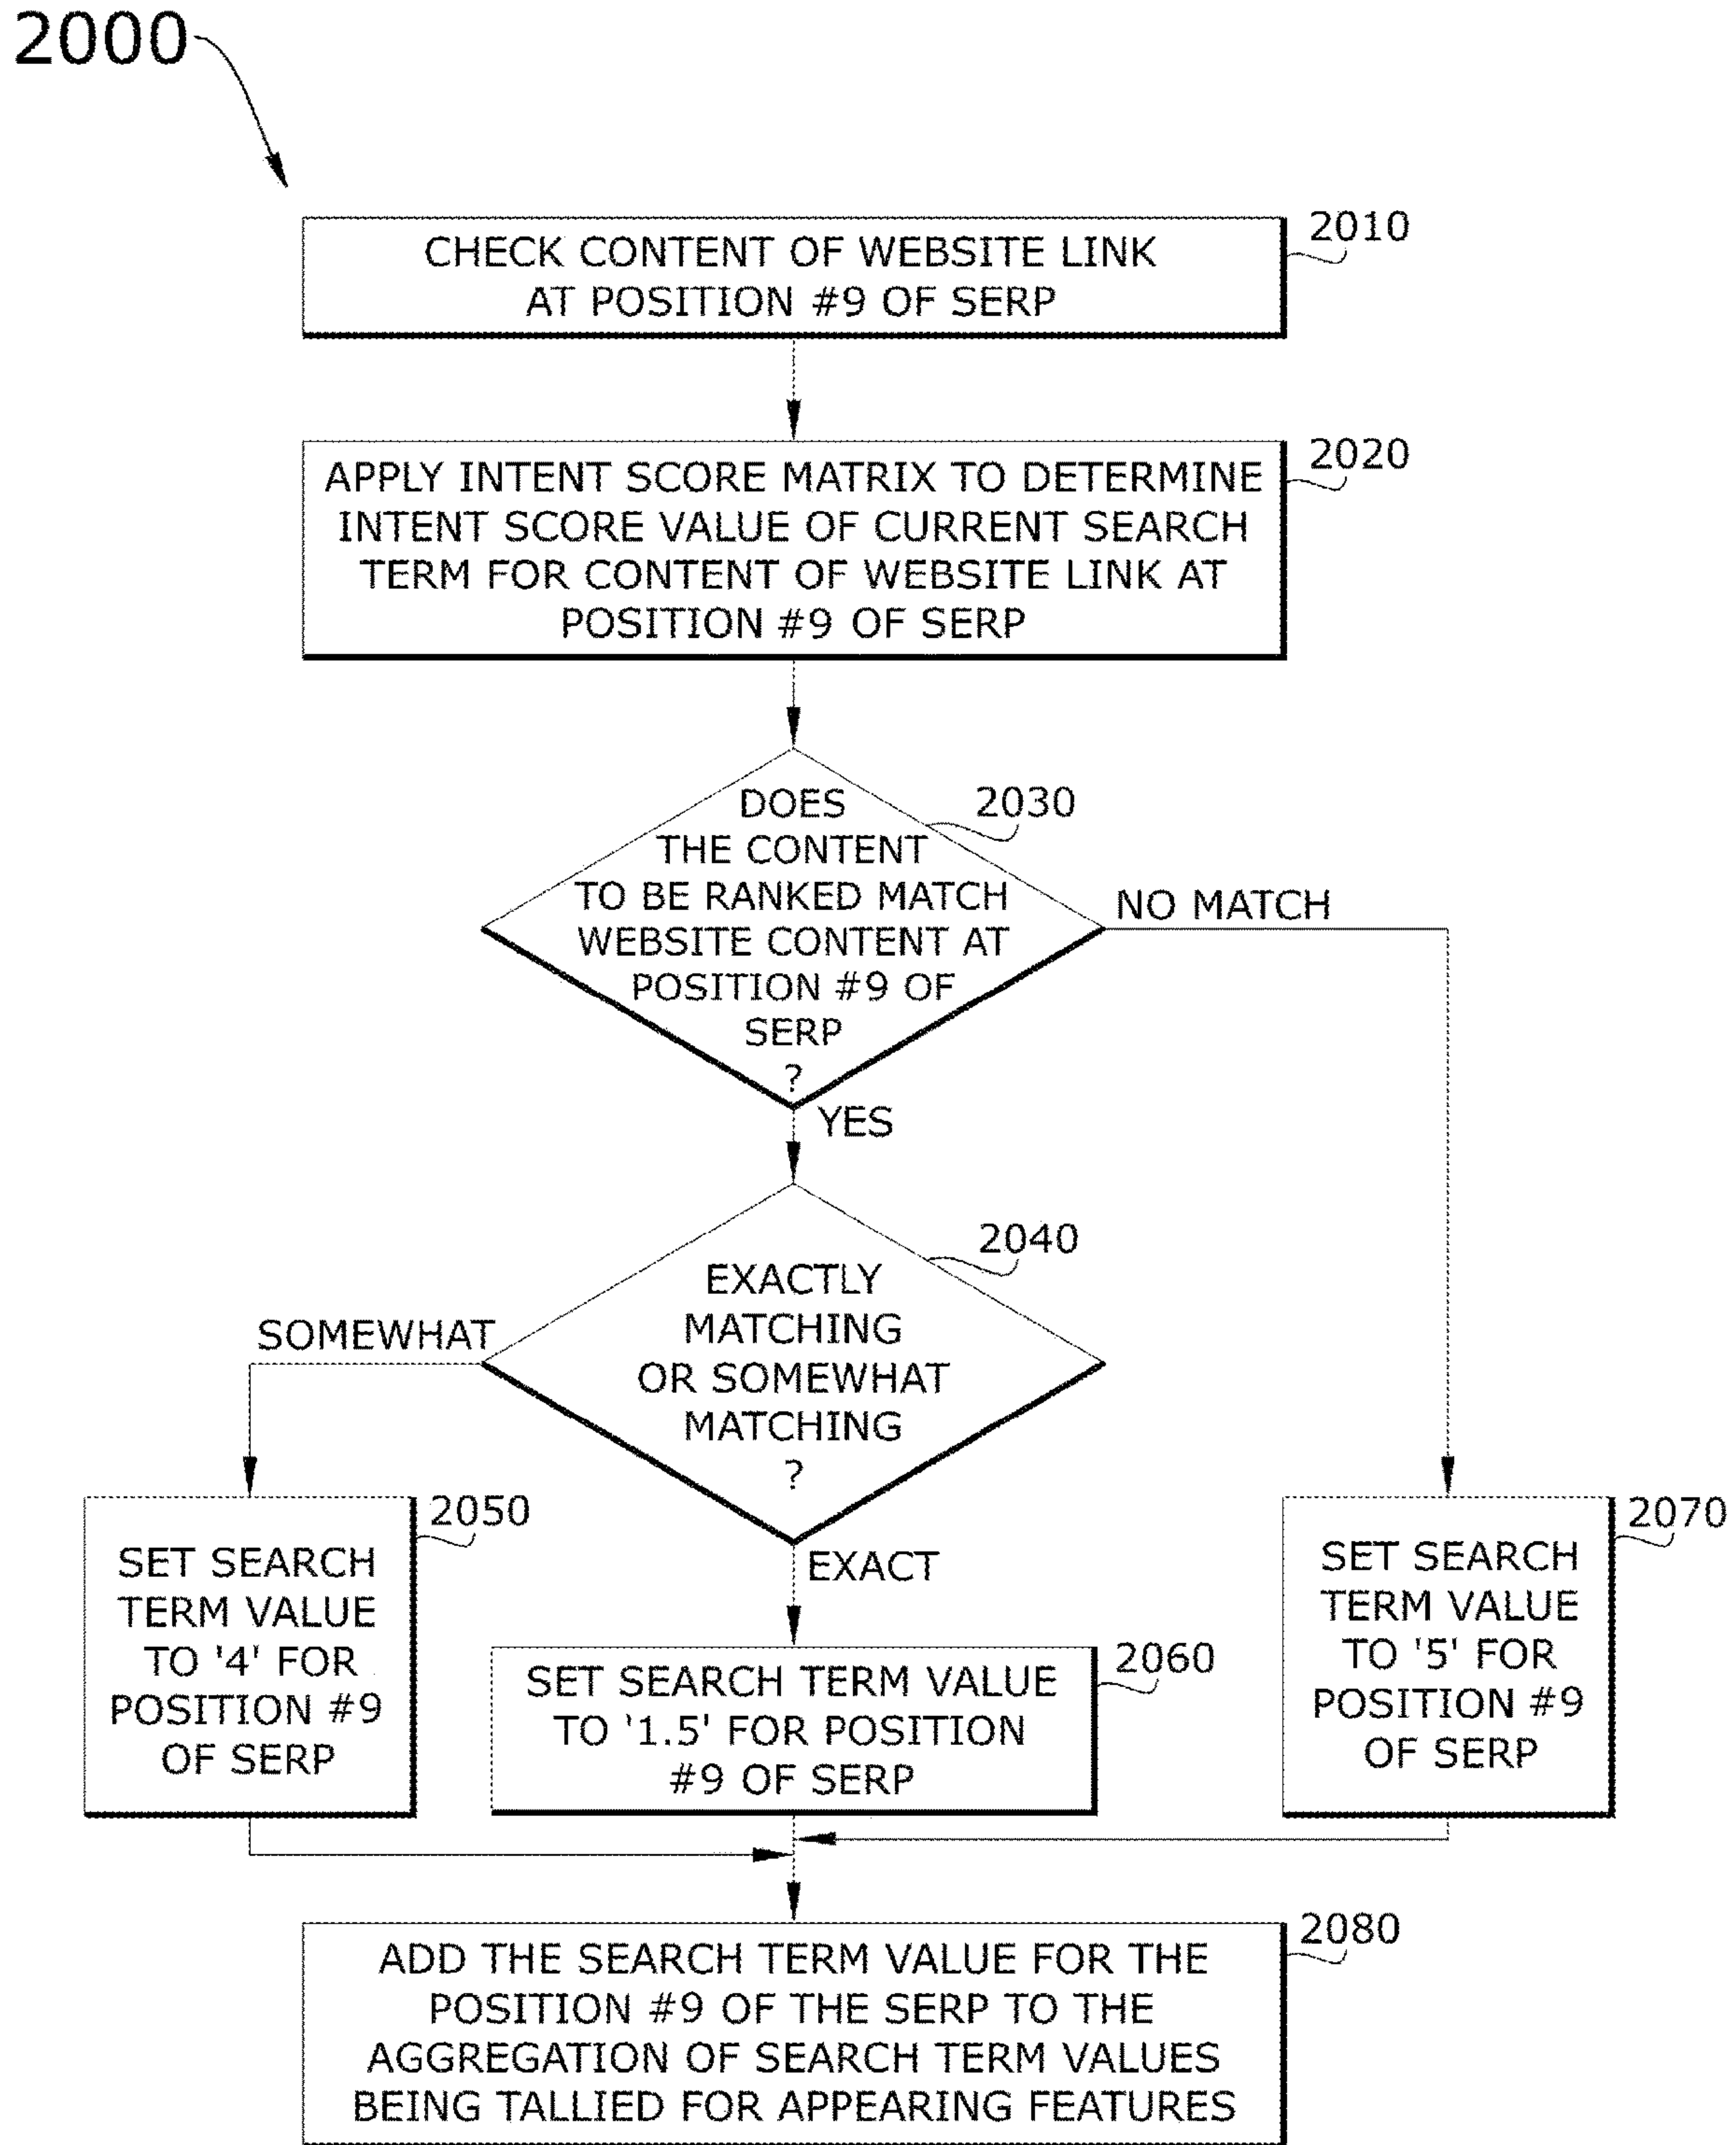 2000
CHECK CONTENT OF WEBSITE LINK
AT POSITION #9 OF SERP
2010
APPLY INTENT SCORE MATRIX TO DETERMINE
INTENT SCORE VALUE OF CURRENT SEARCH
TERM FOR CONTENT OF WEBSITE LINK AT
POSITION #9 OF SERP
2020
DOES
THE CONTENT
TO BE RANKED MATCH
WEBSITE CONTENT AT
POSITION #9 OF
SERP
?
2030
NO MATCH
YES
EXACTLY
MATCHING
OR SOMEWHAT
MATCHING
?
2040
SOMEWHAT
EXACT
SET SEARCH
TERM VALUE
TO '4' FOR
POSITION #9
OF SERP
2050
SET SEARCH TERM VALUE
TO '1.5' FOR POSITION
#9 OF SERP
2060
SET SEARCH
TERM VALUE
TO '5' FOR
POSITION #9
OF SERP
2070
ADD THE SEARCH TERM VALUE FOR THE
POSITION #9 OF THE SERP TO THE
AGGREGATION OF SEARCH TERM VALUES
BEING TALLIED FOR APPEARING FEATURES
2080